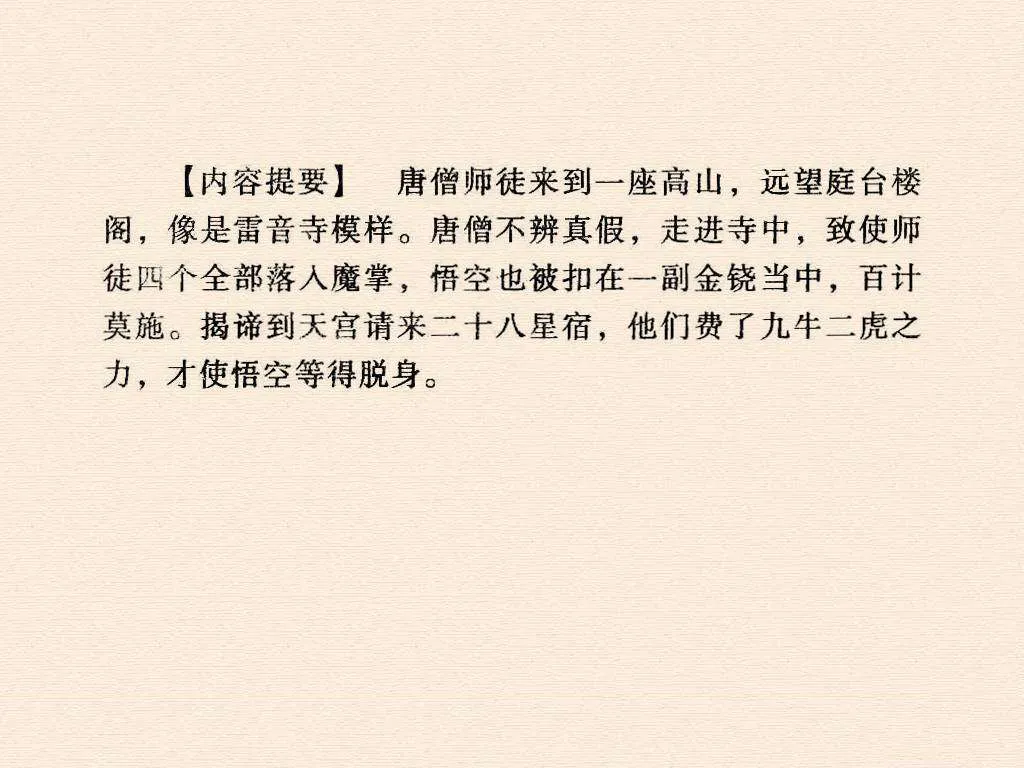 【内容提要】 唐僧师徒来到一座高山，远望庭台楼
阁，像是雷音寺模样。唐僧不辨真假，走进寺中，致使师
徒四个全部落入魔掌，悟空也被扣在一副金铙当中，百计
莫施。揭谛到天宫请来二十八星宿，他们费了九牛二虎之
力，才使悟空等得脱身。